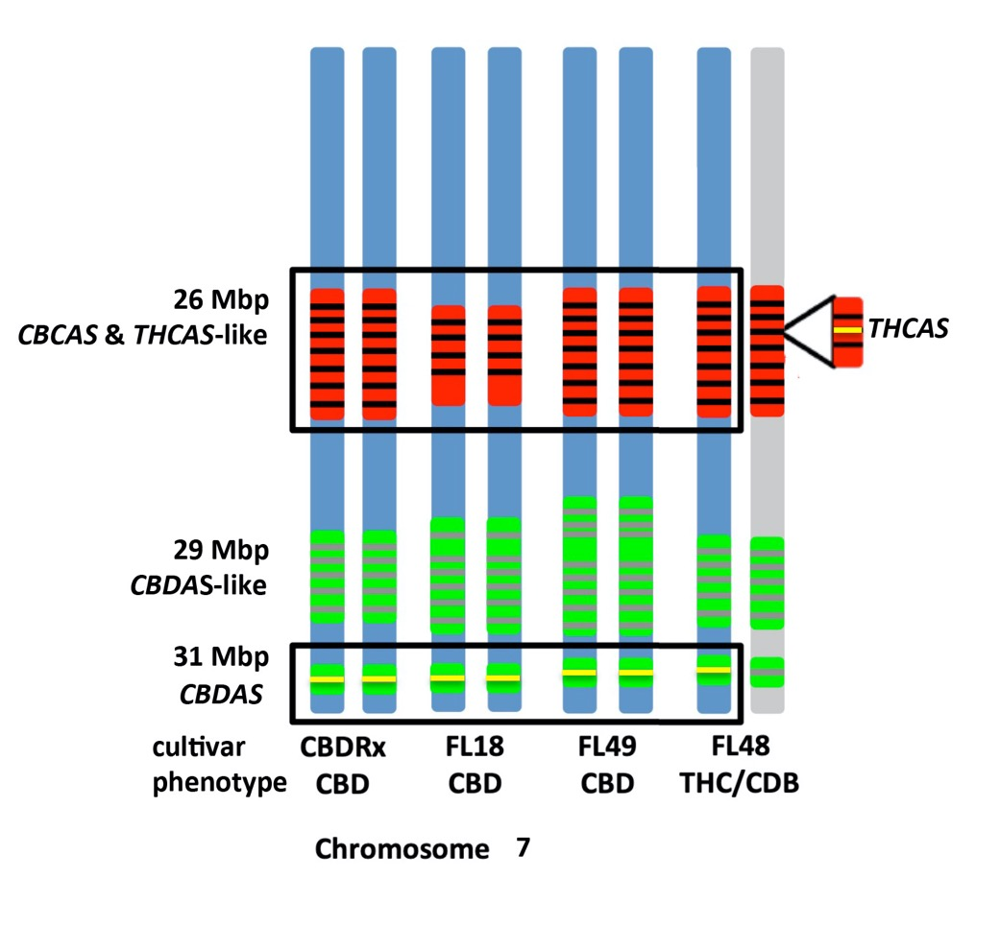 26 Mbp
CBCAS & THCAS-like
THCAS
29 Mbp
CBDAS-like
31 Mbp
CBDAS
cultivar CBDRx FL18 FL49 FL48
phenotype CBD CBD CBD THC/CDB
Chromosome 7